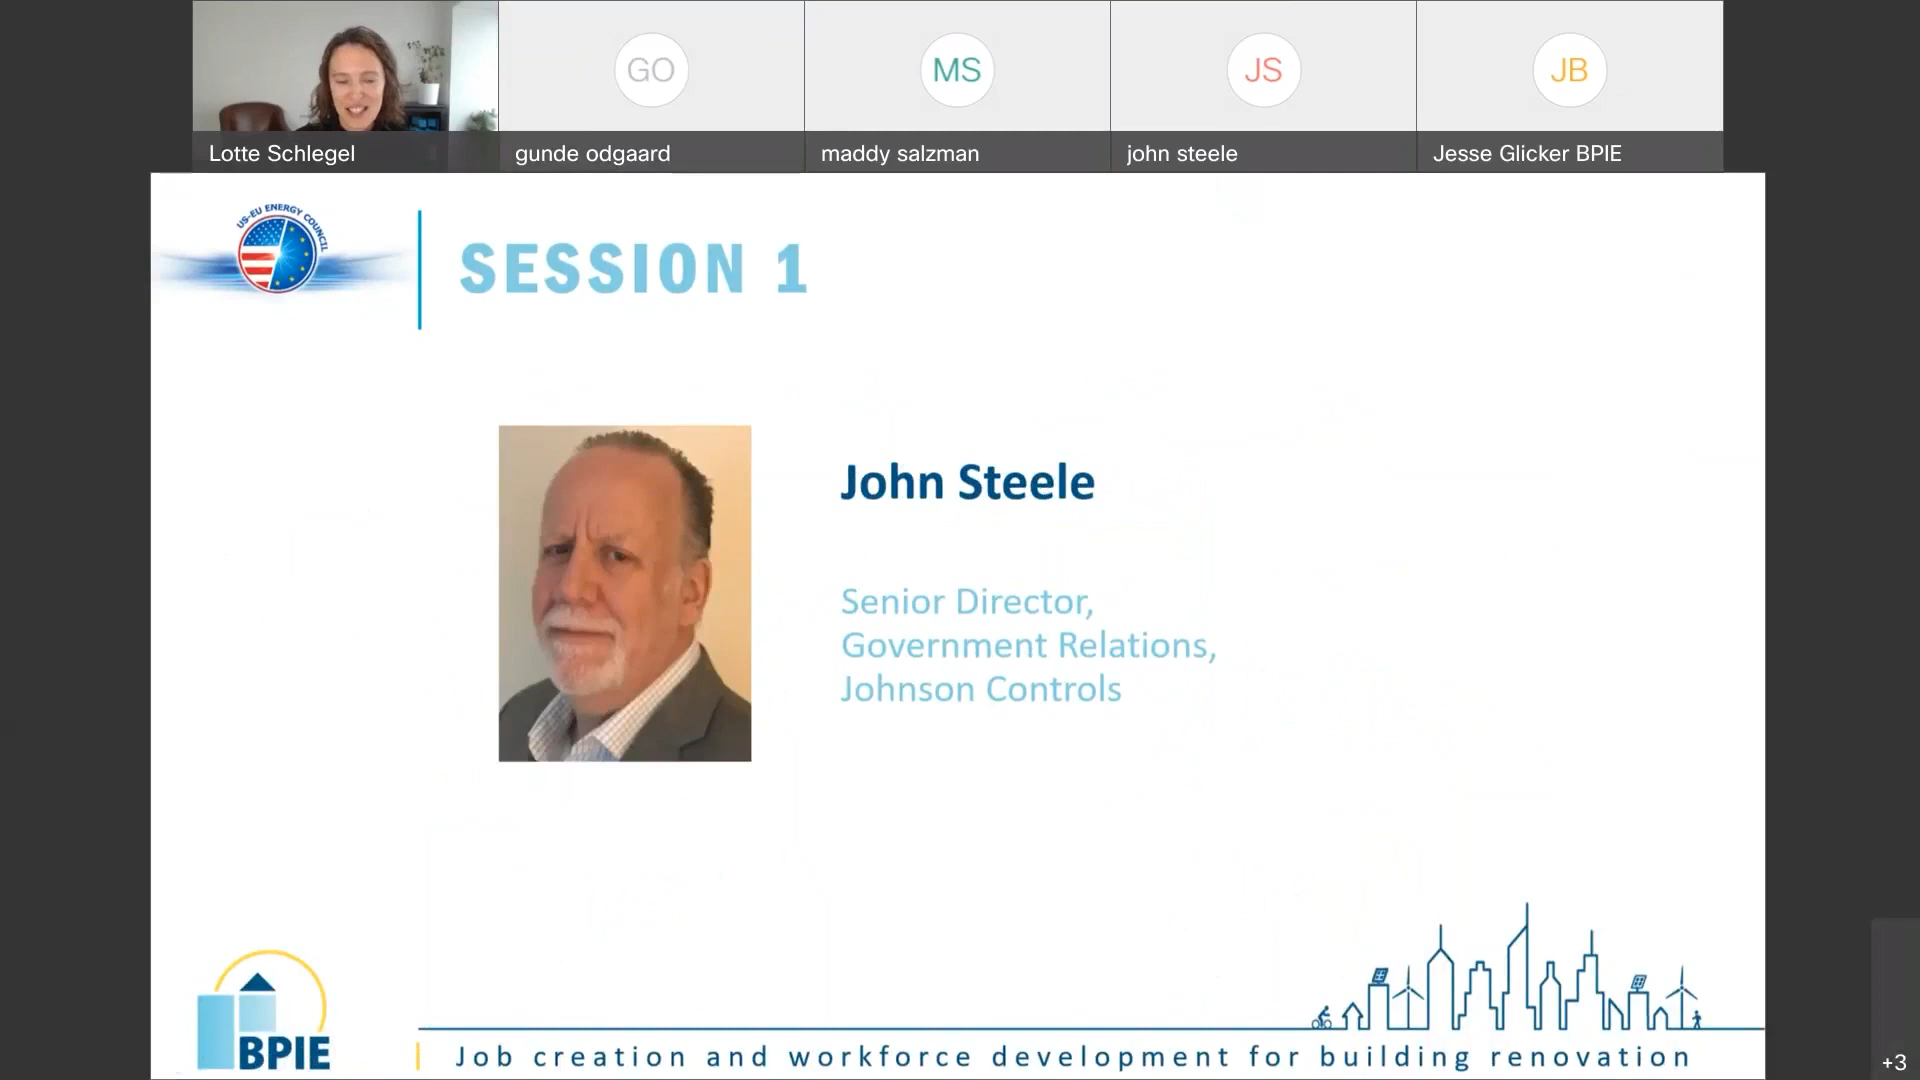 GO
MS
JS
JB
Lotte Schlegel
gunde odgaard
maddy salzman
john steele
Jesse Glicker BPIE
US-EU ENERGY COUNCIL
SESSION 1
John Steele
Senior Director,
Government Relations,
Johnson Controls
BPIE
Job creation and workforce development for building renovation
+3